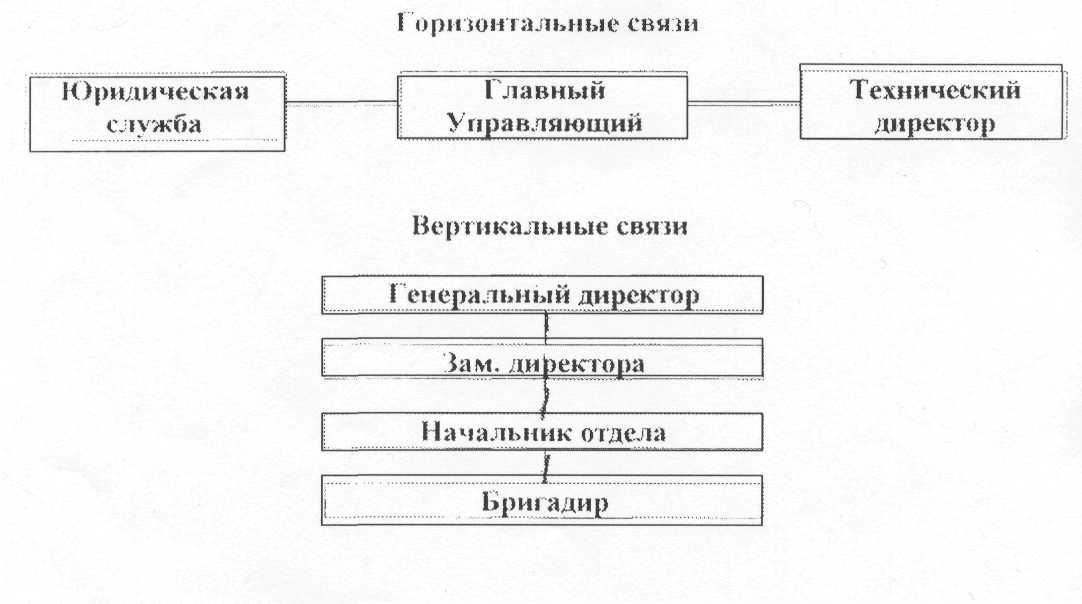 Горизонтальные связи
Юридическая
служба
Главный
Управляющий
Технический
директор
Вертикальные связи
Генеральный директор
Зам. директора
Начальник отдела
Бригадир